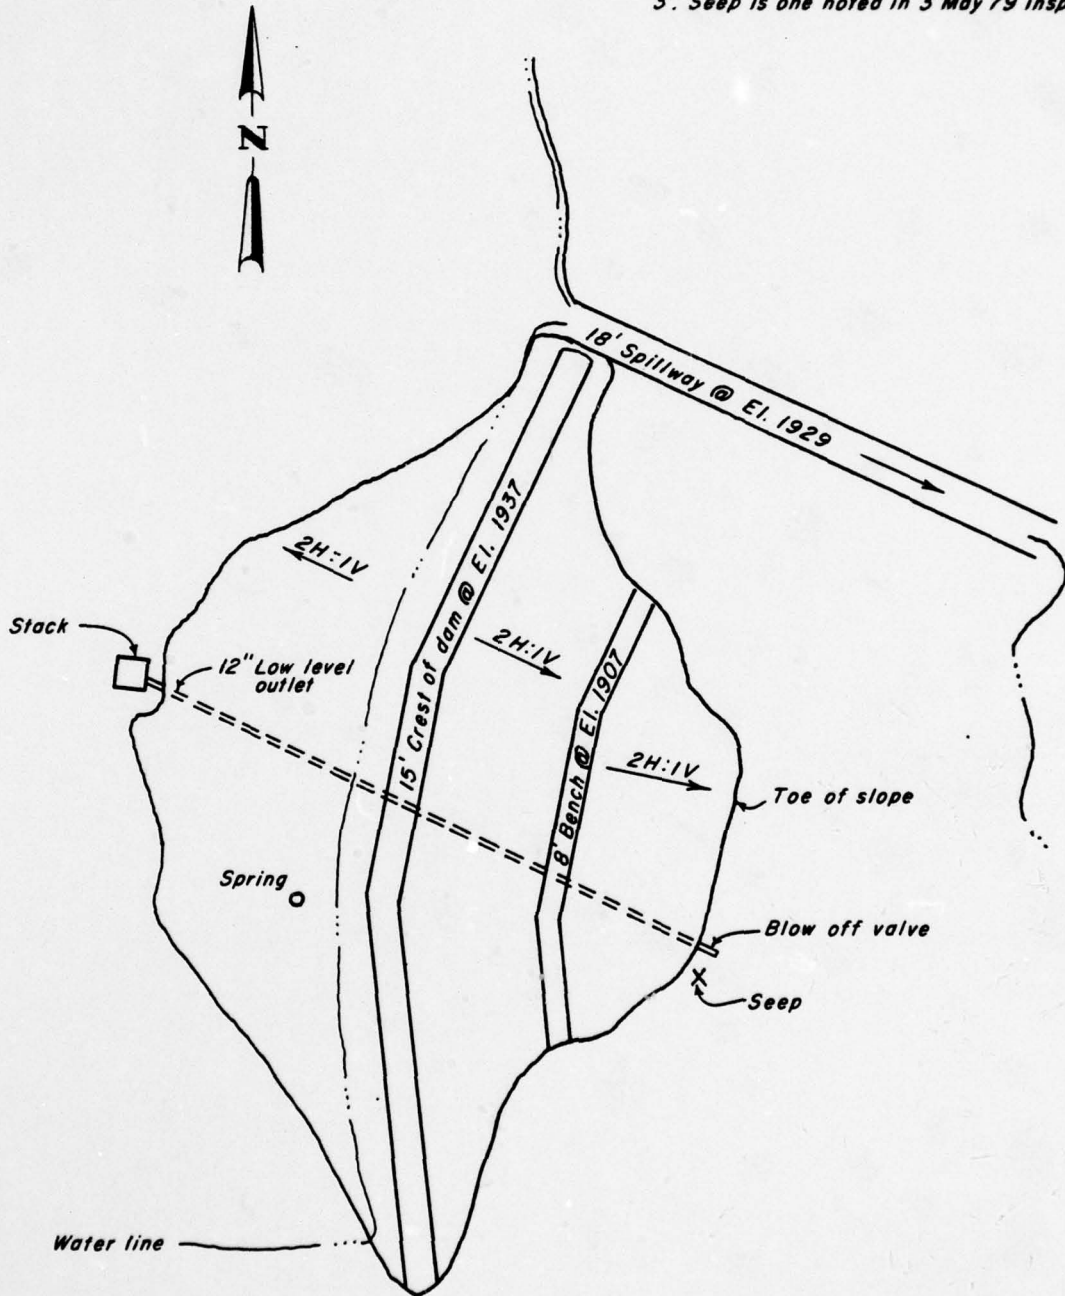 3. Seep is one noted in 3 May 79 insp
N
18' Spillway @ El. 1929
15' Crest of dam @ El. 1937
2H:1V
2H:1V
8' Bench @ El. 1907
2H:1V
Stack
12" Low level
outlet
Toe of slope
Spring
Blow off valve
Seep
Water line